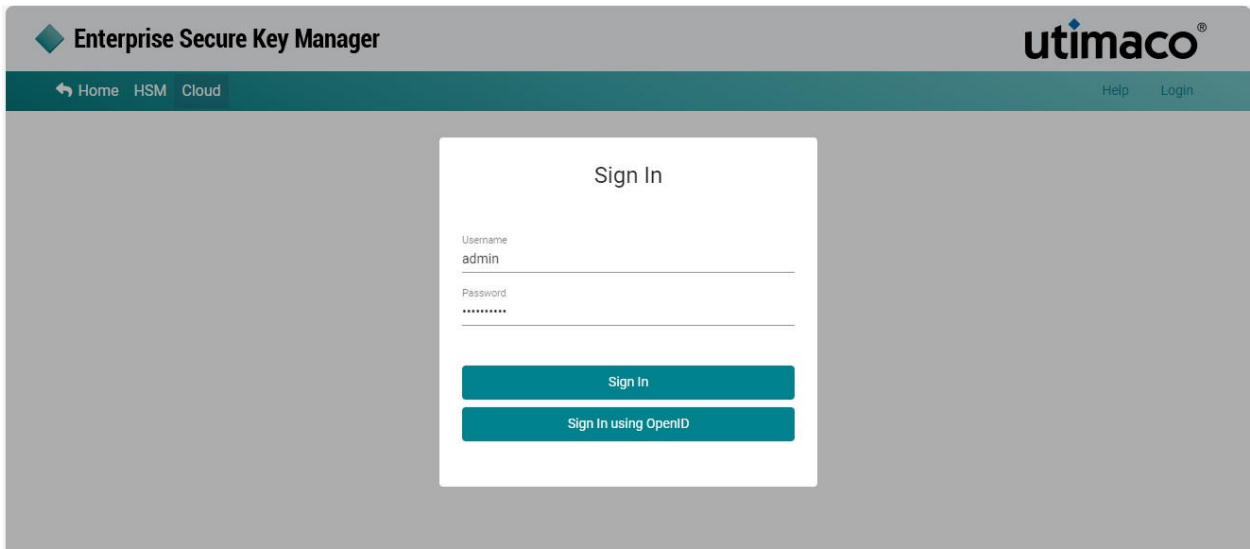 Enterprise Secure Key Manager
utimaco®
Home HSM Cloud Help Login
Sign In
Username
admin
Password
••••••••••
Sign In
Sign In using OpenID